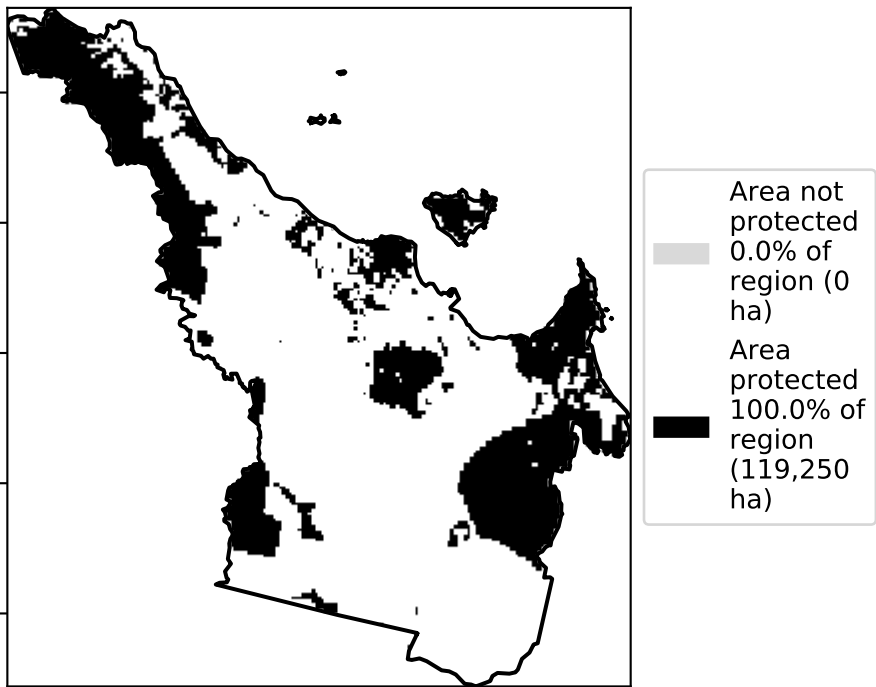 Area not
protected
0.0% of
region (0
ha)
Area
protected
100.0% of
region
(119,250
ha)